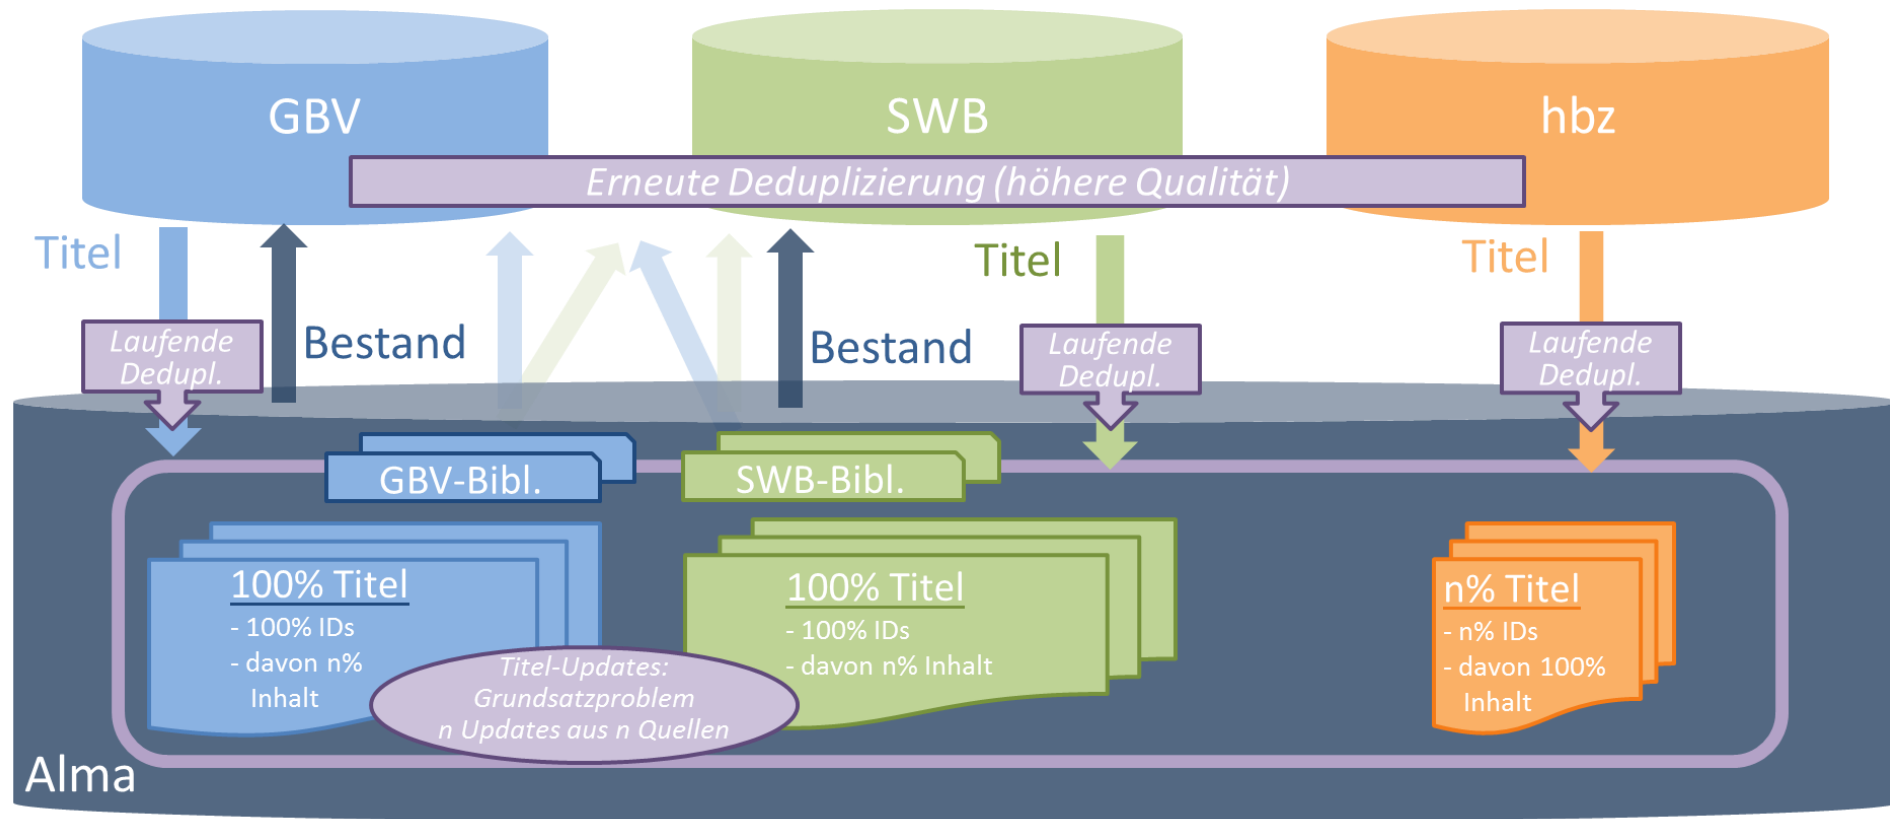 GBV
SWB
hbz
Erneute Deduplizierung (höhere Qualität)
Titel
Titel
Titel
Bestand
Bestand
Laufende
Dedupl.
Laufende
Dedupl.
Laufende
Dedupl.
GBV-Bibl.
SWB-Bibl.
100% Titel
- 100% IDs
- davon n%
Inhalt
100% Titel
- 100% IDs
- davon n% Inhalt
n% Titel
- n% IDs
- davon 100%
Inhalt
Titel-Updates:
Grundsatzproblem
n Updates aus n Quellen
Alma